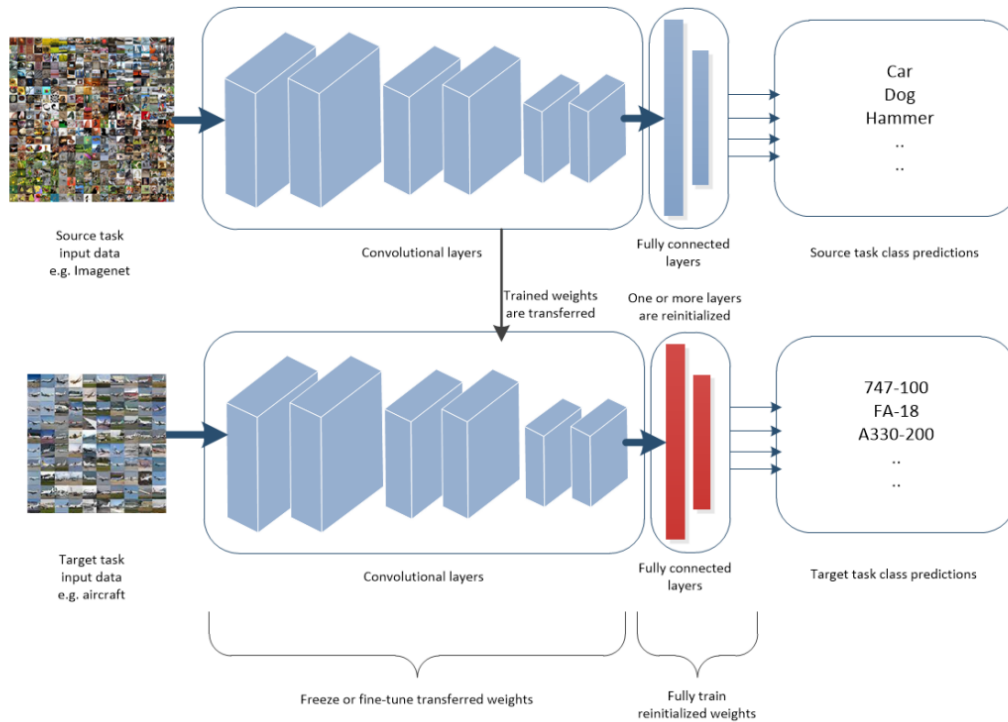 Car
Dog
Hammer
..
..
Source task
input data
e.g. Imagenet
Convolutional layers
Fully connected
layers
Source task class predictions
Trained weights
are transferred
One or more layers
are reinitialized
747-100
FA-18
A330-200
..
..
Target task
input data
e.g. aircraft
Convolutional layers
Fully connected
layers
Target task class predictions
Freeze or fine-tune transferred weights
Fully train
reinitialized weights